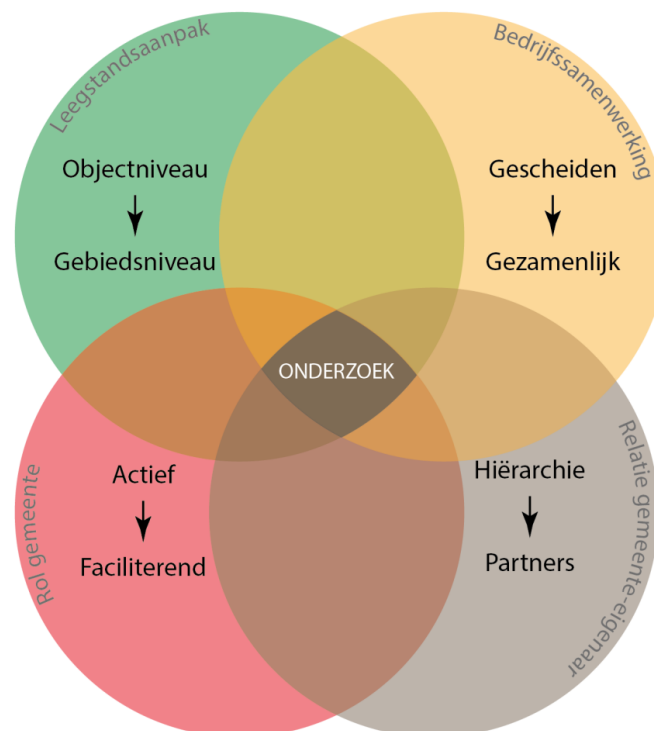 Leegstandsaanpak
Objectniveau
Gebiedsniveau
Bedrijfssamenwerking
Gescheiden
Gezamenlijk
ONDERZOEK
Rol gemeente
Actief
Faciliterend
Relatie gemeente-eigenaar
Hiërarchie
Partners